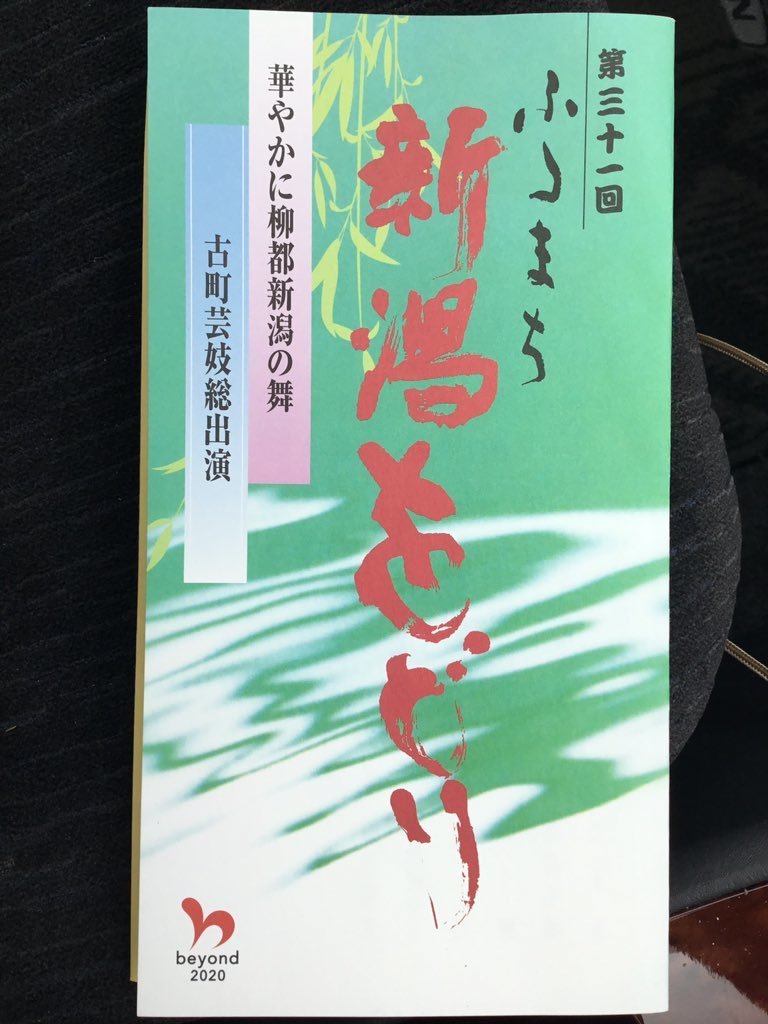 第三十一回
ふるまち
新潟をどり
華やかに柳都新潟の舞
古町芸妓総出演
beyond
2020
2